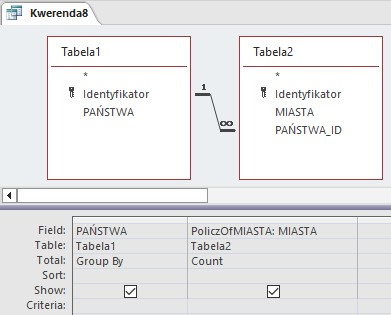 Kwerenda8
Tabela1
*
Identyfikator
PAŃSTWA
1
∞
Tabela2
*
Identyfikator
MIASTA
PAŃSTWA_ID
Field: PAŃSTWA PoliczOfMIASTA: MIASTA
Table: Tabela1 Tabela2
Total: Group By Count
Sort:
Show:
Criteria: